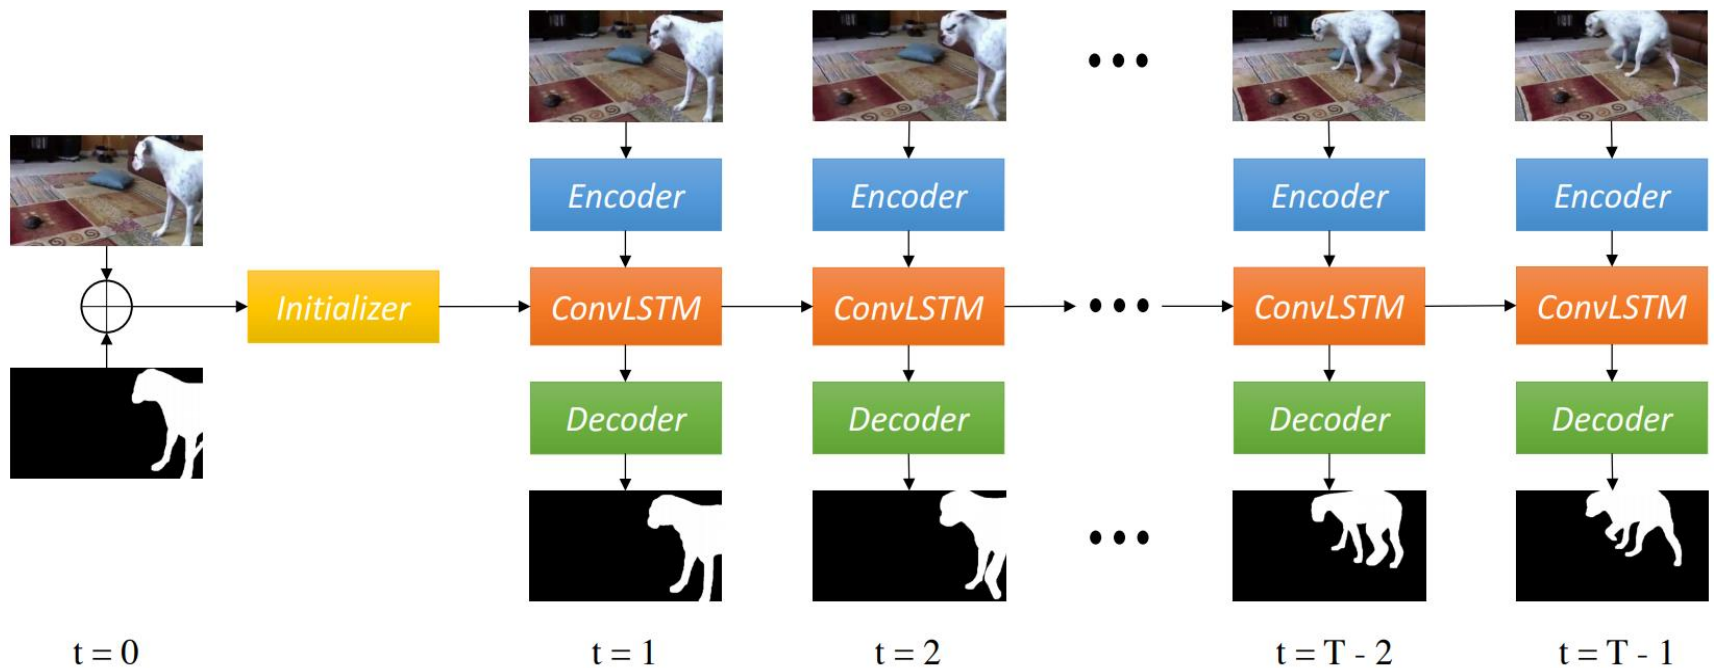 Encoder Encoder Encoder Encoder
Initializer ConvLSTM ConvLSTM ConvLSTM ConvLSTM
Decoder Decoder Decoder Decoder
t = 0 t = 1 t = 2 t = T - 2 t = T - 1